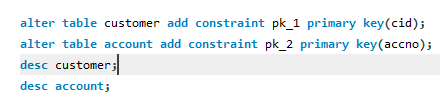 alter table customer add constraint pk_1 primary key(cid);
alter table account add constraint pk_2 primary key(accno);
desc customer;
desc account;